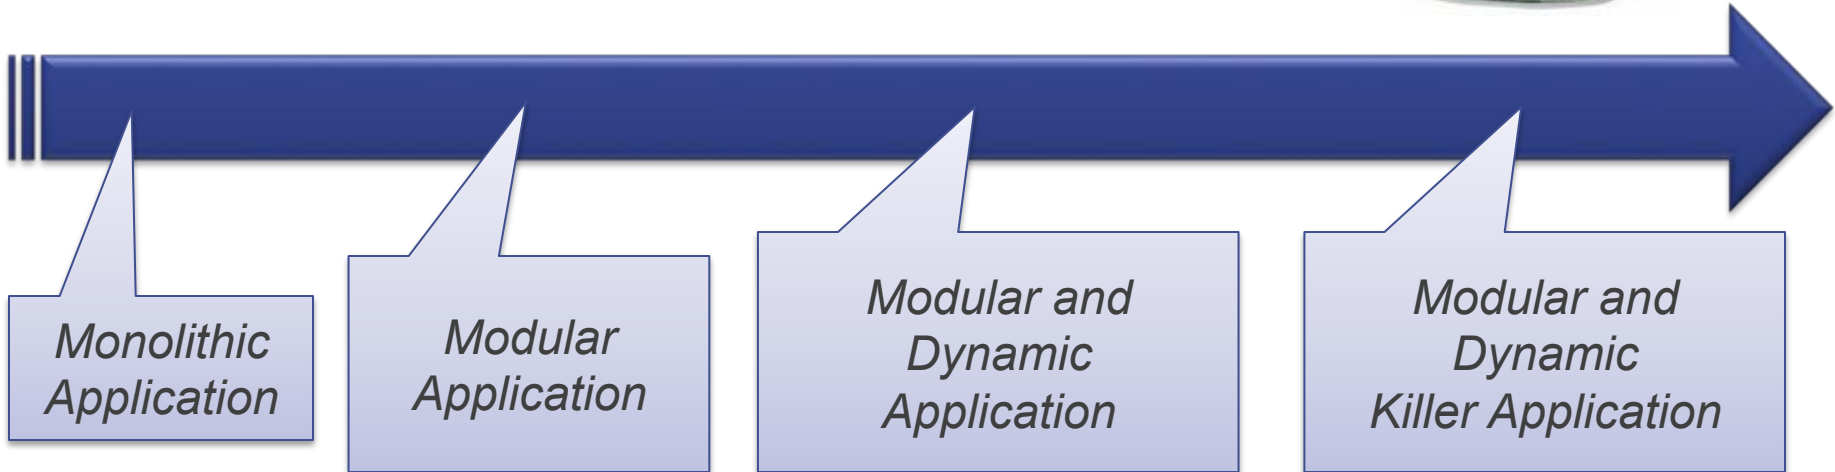 Monolithic
Application
Modular
Application
Modular and
Dynamic
Application
Modular and
Dynamic
Killer Application